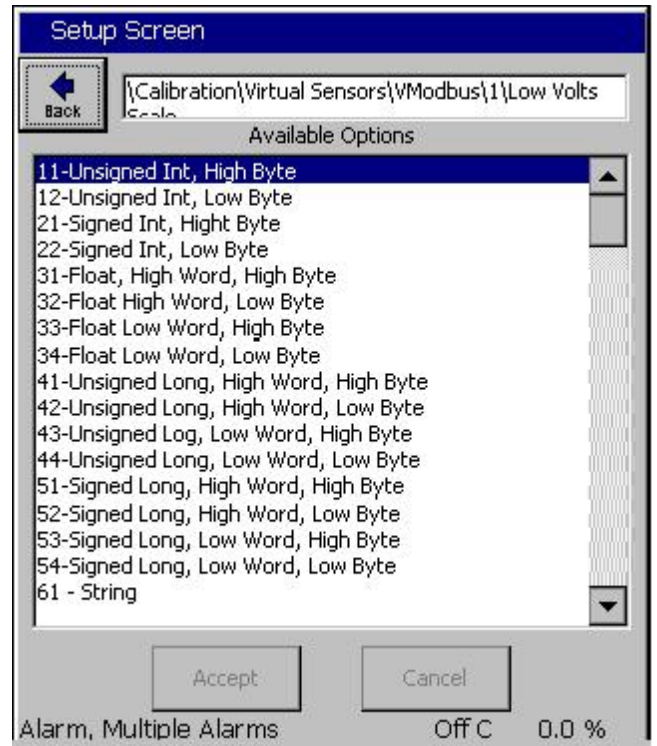 Setup Screen
Back
\Calibration\Virtual Sensors\VModbus\1\Low Volts
Scale
Available Options
11-Unsigned Int, High Byte
12-Unsigned Int, Low Byte
21-Signed Int, Hight Byte
22-Signed Int, Low Byte
31-Float, High Word, High Byte
32-Float High Word, Low Byte
33-Float Low Word, High Byte
34-Float Low Word, Low Byte
41-Unsigned Long, High Word, High Byte
42-Unsigned Long, High Word, Low Byte
43-Unsigned Log, Low Word, High Byte
44-Unsigned Long, Low Word, Low Byte
51-Signed Long, High Word, High Byte
52-Signed Long, High Word, Low Byte
53-Signed Long, Low Word, High Byte
54-Signed Long, Low Word, Low Byte
61 - String
Accept Cancel
Alarm, Multiple Alarms Off C 0.0 %